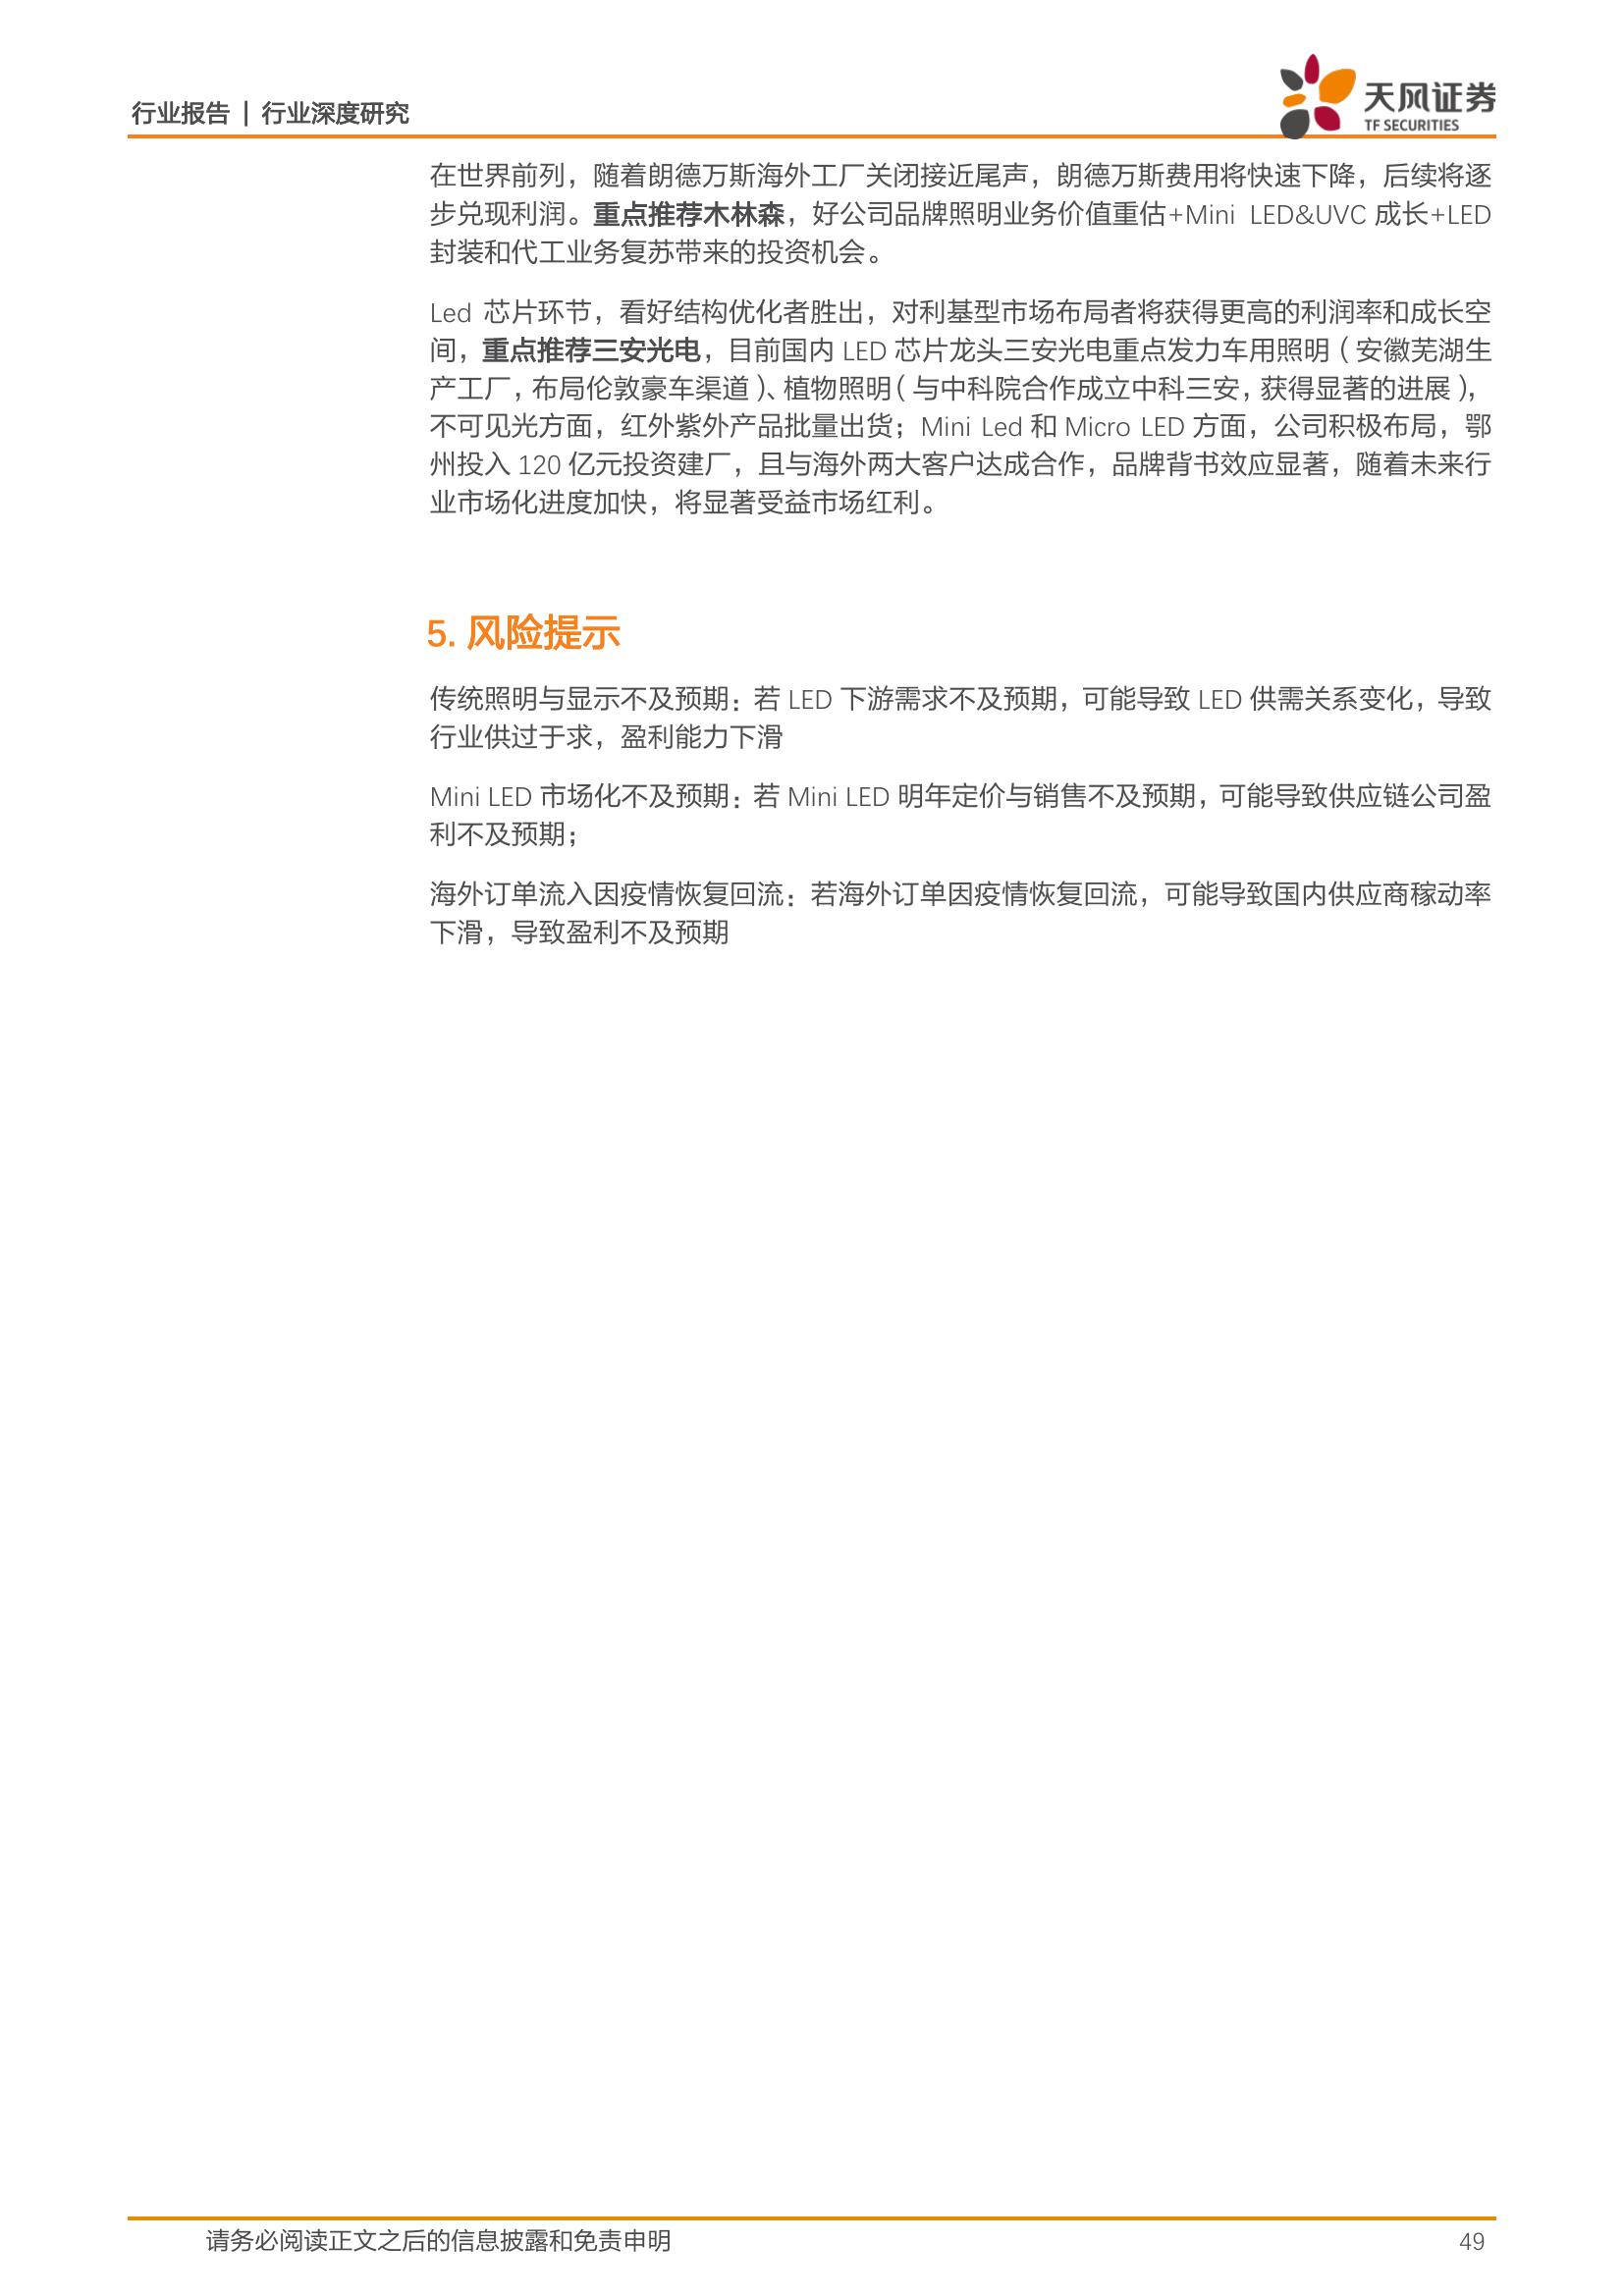 行业报告 | 行业深度研究
天风证券
TF SECURITIES
在世界前列，随着朗德万斯海外工厂关闭接近尾声，朗德万斯费用将快速下降，后续将逐
步兑现利润。重点推荐木林森，好公司品牌照明业务价值重估+Mini LED&UVC 成长+LED
封装和代工业务复苏带来的投资机会。
Led 芯片环节，看好结构优化者胜出，对利基型市场布局者将获得更高的利润率和成长空
间，重点推荐三安光电，目前国内 LED 芯片龙头三安光电重点发力车用照明（安徽芜湖生
产工厂，布局伦敦豪车渠道）、植物照明（与中科院合作成立中科三安，获得显著的进展），
不可见光方面，红外紫外产品批量出货；Mini Led 和 Micro LED 方面，公司积极布局，鄂
州投入 120 亿元投资建厂，且与海外两大客户达成合作，品牌背书效应显著，随着未来行
业市场化进度加快，将显著受益市场红利。
5. 风险提示
传统照明与显示不及预期：若 LED 下游需求不及预期，可能导致 LED 供需关系变化，导致
行业供过于求，盈利能力下滑
Mini LED 市场化不及预期：若 Mini LED 明年定价与销售不及预期，可能导致供应链公司盈
利不及预期；
海外订单流入因疫情恢复回流：若海外订单因疫情恢复回流，可能导致国内供应商稼动率
下滑，导致盈利不及预期
请务必阅读正文之后的信息披露和免责申明
49